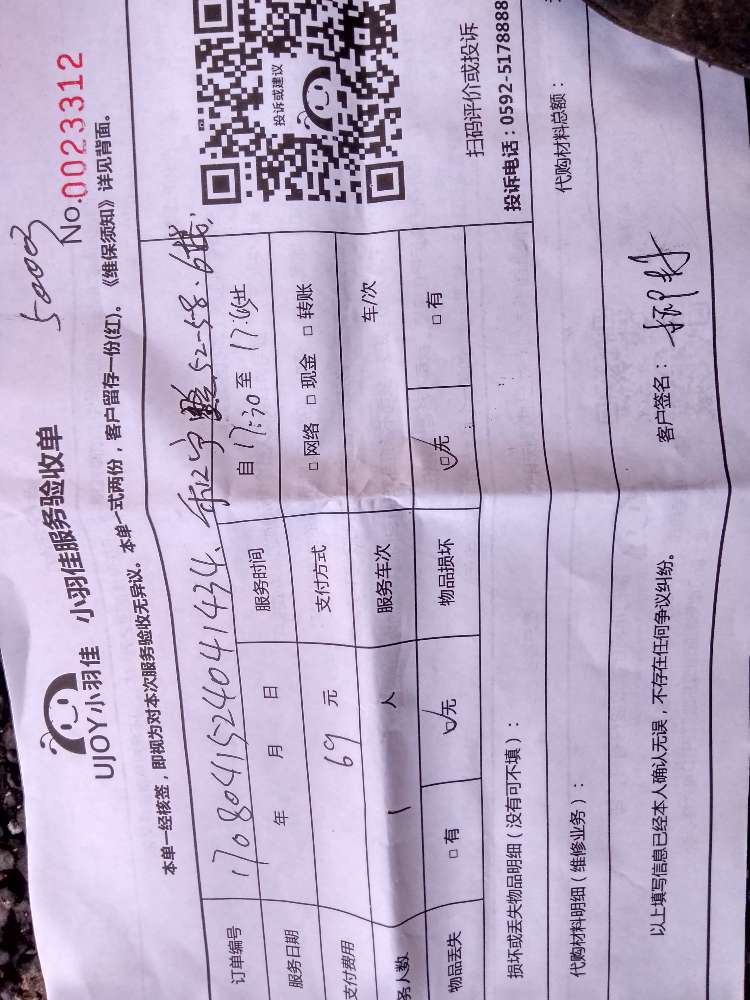 50003
No.0023312
UJOY小羽佳 小羽佳服务验收单
本单一经核签，即视为对本次服务验收无异议。本单一式两份，客户留存一份(红)。《维保须知》详见背面。
订单编号 170804152404041434、 52-58.6楼.
服务日期 年 月 日 服务时间 自 17:30 至
支付费用 69 元 支付方式 □ 网络 □ 现金 □ 转账
务人数 1 人 服务车次 车/次
物品丢失 □ 有 □ 无 物品损坏 □ 无 □ 有
投诉或建议
扫码评价或投诉
投诉电话：0592-5178888
损坏或丢失物品明细（没有可不填）：
代购材料明细（维修业务）： 代购材料总额：
以上填写信息已经本人确认无误，不存在任何争议纠纷。 客户签名：